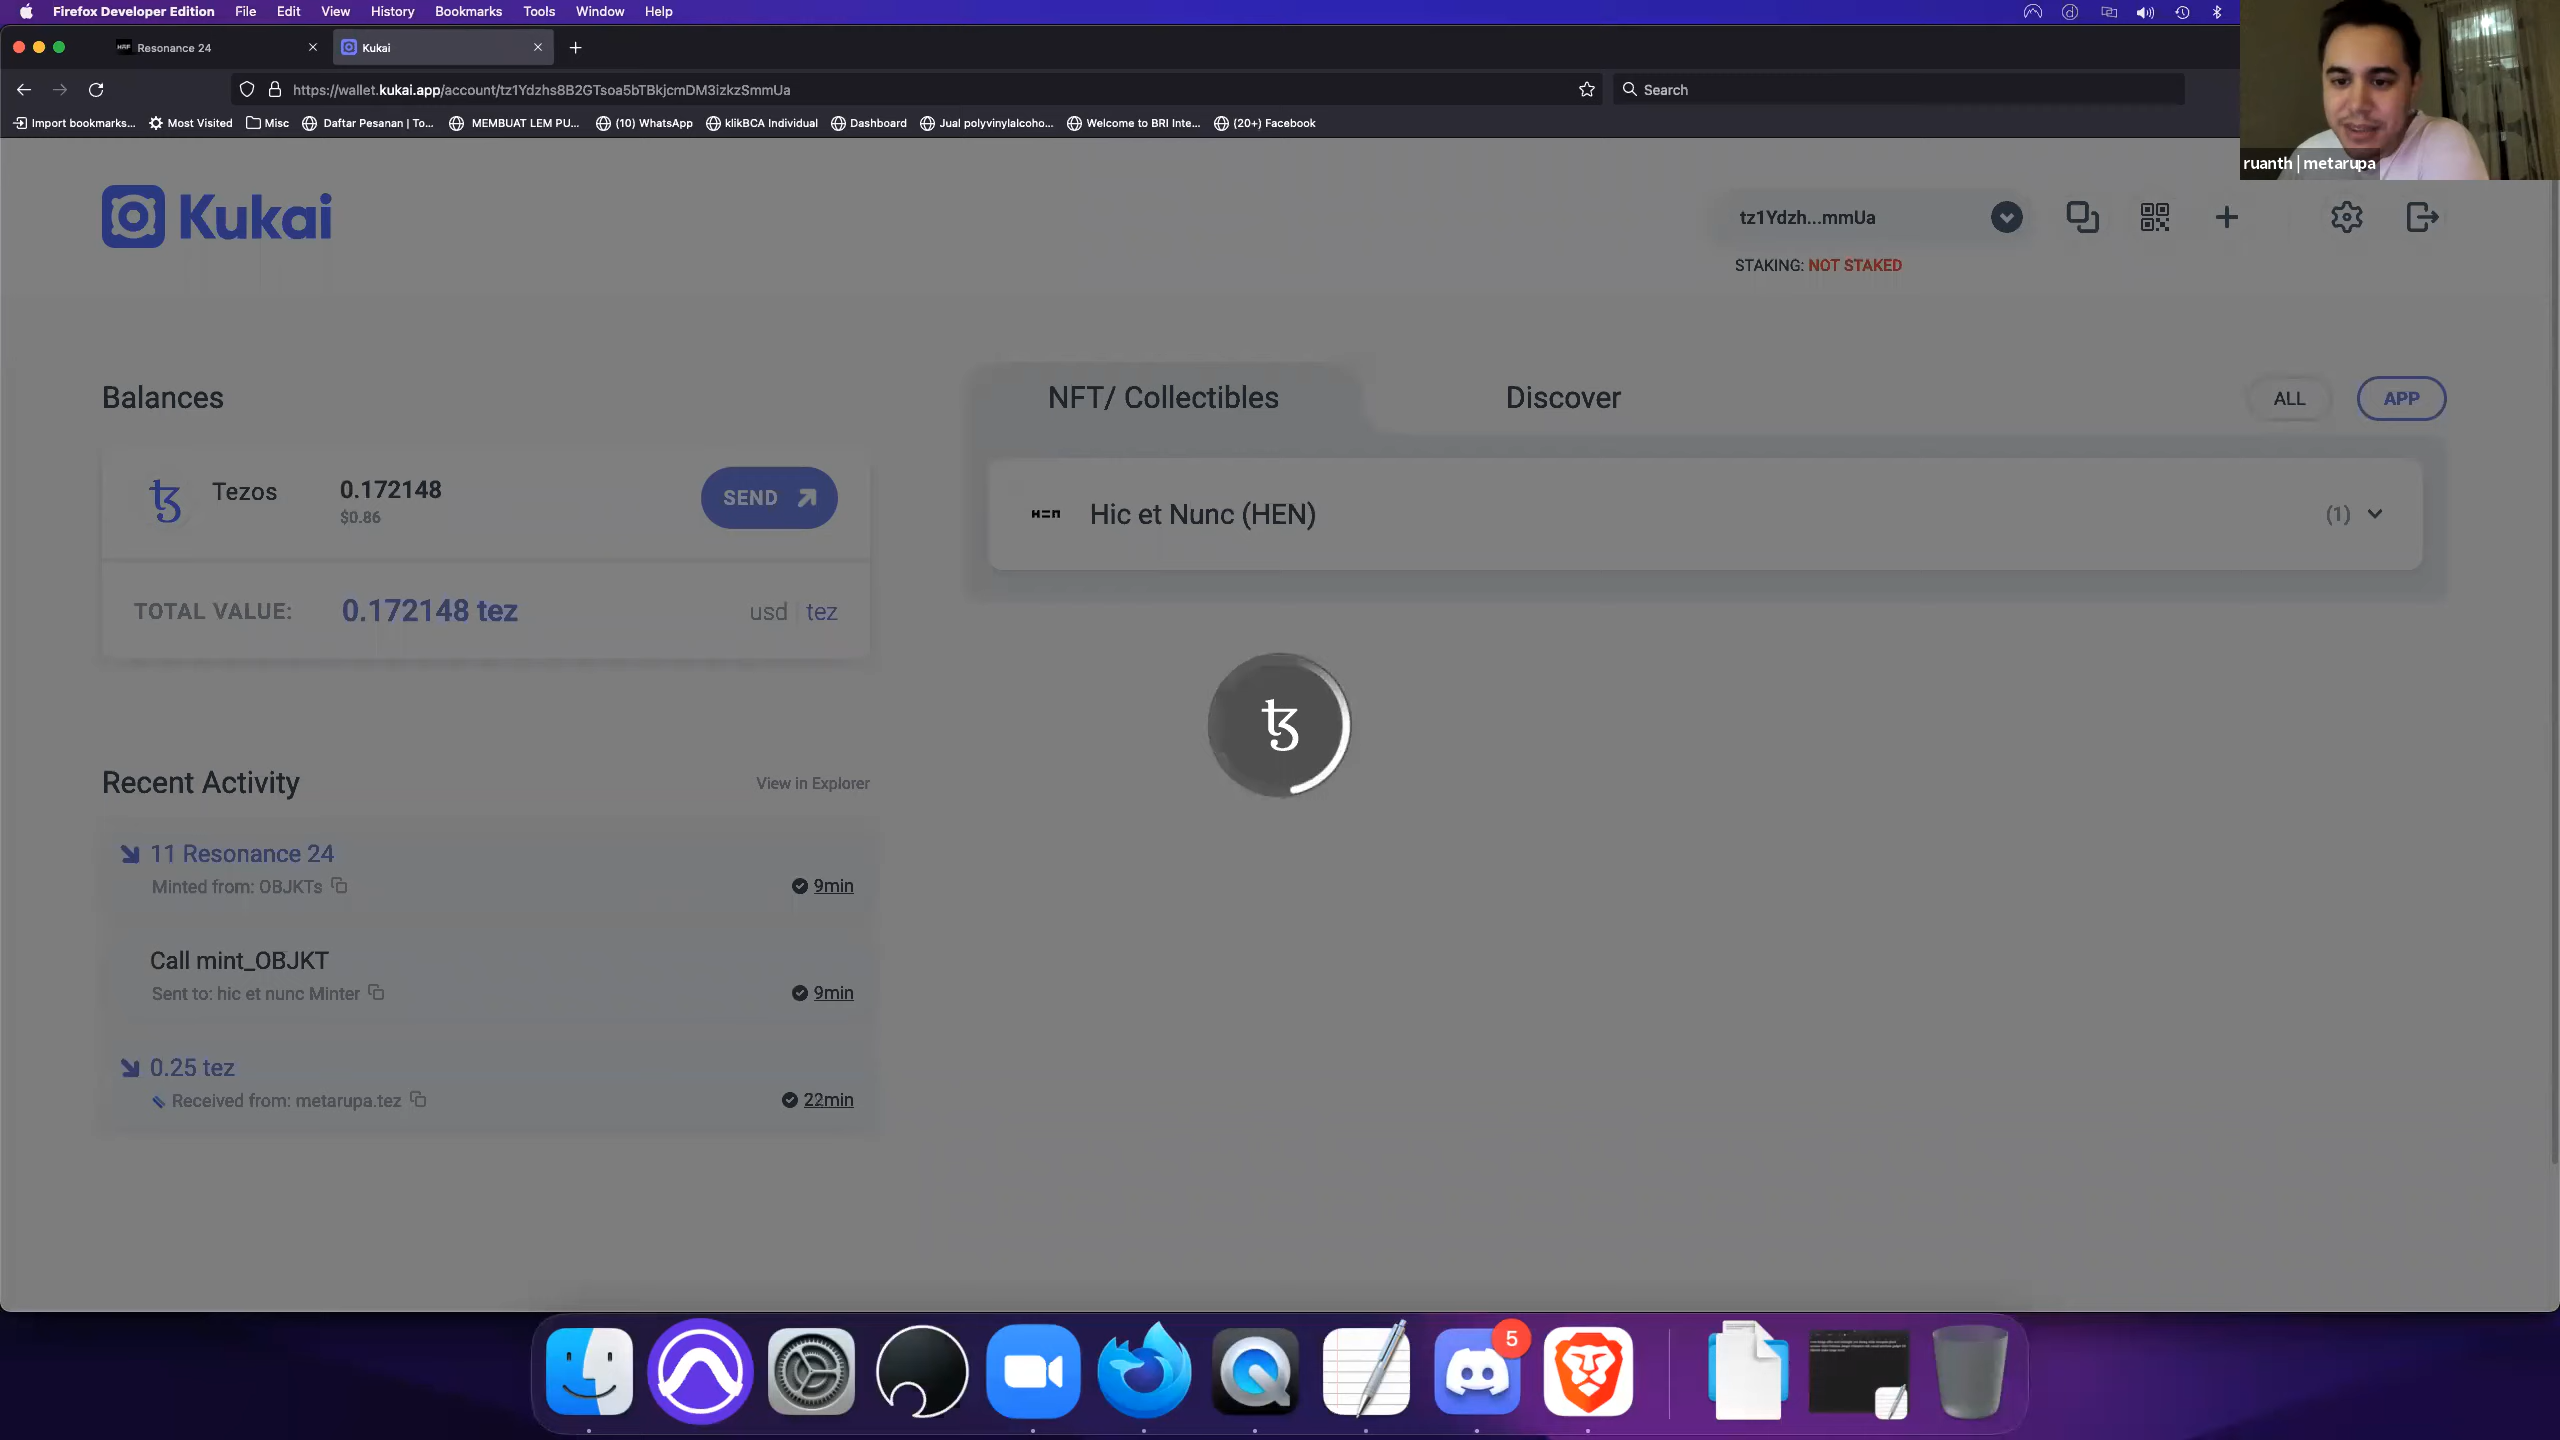 Firefox Developer Edition File Edit View History Bookmarks Tools Window Help
HAF Resonance 24 Kukai
https://wallet.kukai.app/account/tz1Ydzhs8B2GTsoa5bTBkjcmDM3izkzSmmUa Search
Import bookmarks... Most Visited Misc Daftar Pesanan | To... MEMBUAT LEM PU... (10) WhatsApp klikBCA Individual Dashboard Jual polyvinylalcoho... Welcome to BRI Inte... (20+) Facebook
ruanth | metarupa
Kukai
tz1Ydzh...mmUa
STAKING: NOT STAKED
Balances
NFT/ Collectibles Discover ALL APP
Tezos 0.172148 SEND
$0.86
Hic et Nunc (HEN) (1)
TOTAL VALUE: 0.172148 tez usd tez
Recent Activity View in Explorer
11 Resonance 24
Minted from: OBJKTs 9min
Call mint_OBJKT
Sent to: hic et nunc Minter 9min
0.25 tez
Received from: metarupa.tez 22min
5